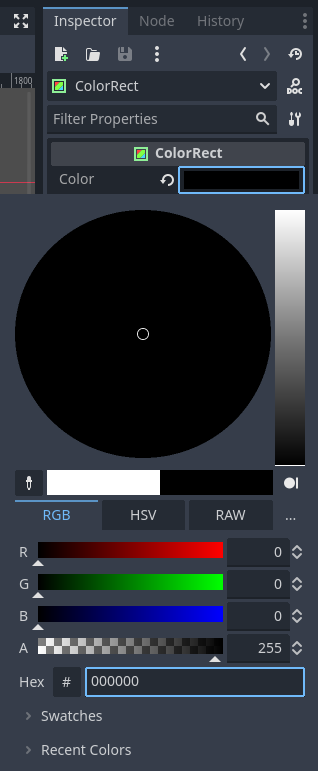 Inspector Node History
1800
ColorRect
DOC
Filter Properties
ColorRect
Color
RGB HSV RAW ...
R 0
G 0
B 0
A 255
Hex # 000000
Swatches
Recent Colors